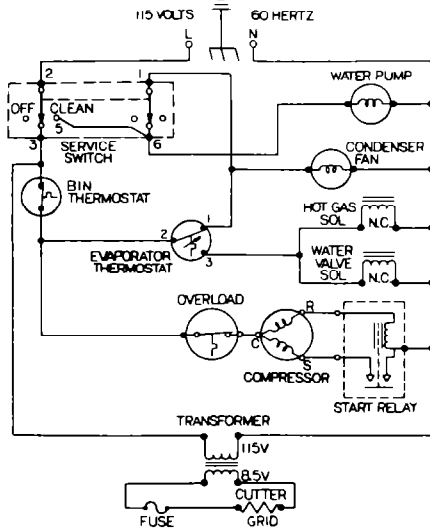 115 VOLTS 60 HERTZ
L N
WATER PUMP
2 1
OFF CLEAN
5
3 6
SERVICE
SWITCH
CONDENSER
FAN
BIN
THERMOSTAT
HOT GAS
SOL
N.C.
1
2
3
EVAPORATOR
THERMOSTAT
WATER
VALVE
SOL
N.C.
OVERLOAD
R
C
S
COMPRESSOR
START RELAY
TRANSFORMER
115V
8.5V
CUTTER
GRID
FUSE